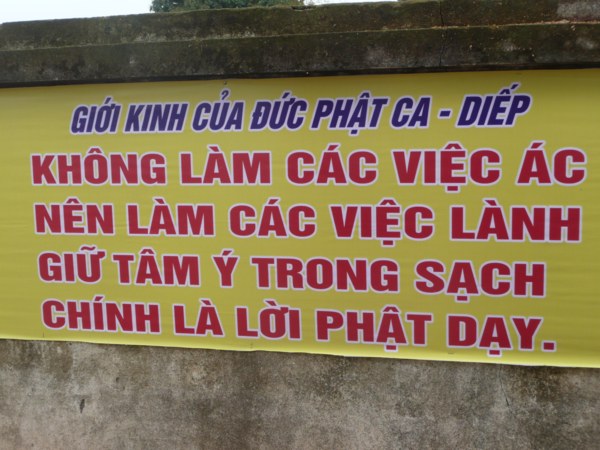 GIỚI KINH CỦA ĐỨC PHẬT CA - DIẾP
KHÔNG LÀM CÁC VIỆC ÁC
NÊN LÀM CÁC VIỆC LÀNH
GIỮ TÂM Ý TRONG SẠCH
CHÍNH LÀ LỜI PHẬT DẠY.